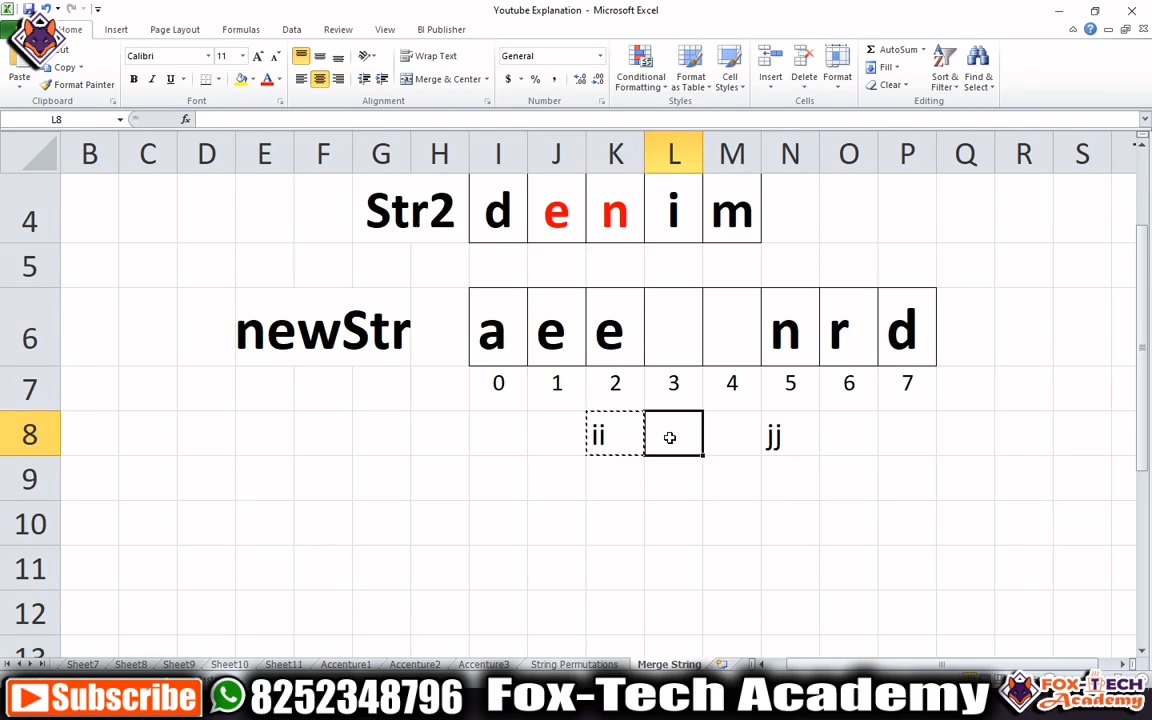 Youtube Explanation - Microsoft Excel
Home Insert Page Layout Formulas Data Review View BI Publisher
Cut
Copy
Format Painter
Paste
Clipboard
Calibri 11
B I U
Font
Wrap Text
Merge & Center
Alignment
General
$ % ,
Number
Conditional Formatting
Format as Table
Cell Styles
Styles
Insert Delete Format
Cells
AutoSum
Fill
Clear
Sort & Filter
Find & Select
Editing
L8 fx
B C D E F G H I J K L M N O P Q R S
4 Str2 d e n i m
5
6 newStr a e e n r d
7 0 1 2 3 4 5 6 7
8 ii jj
9
10
11
12
13
Sheet7 Sheet8 Sheet9 Sheet10 Sheet11 Accenture1 Accenture2 Accenture3 String Permutations Merge String
Subscribe 8252348796 Fox-Tech Academy FOX-TECH Academy